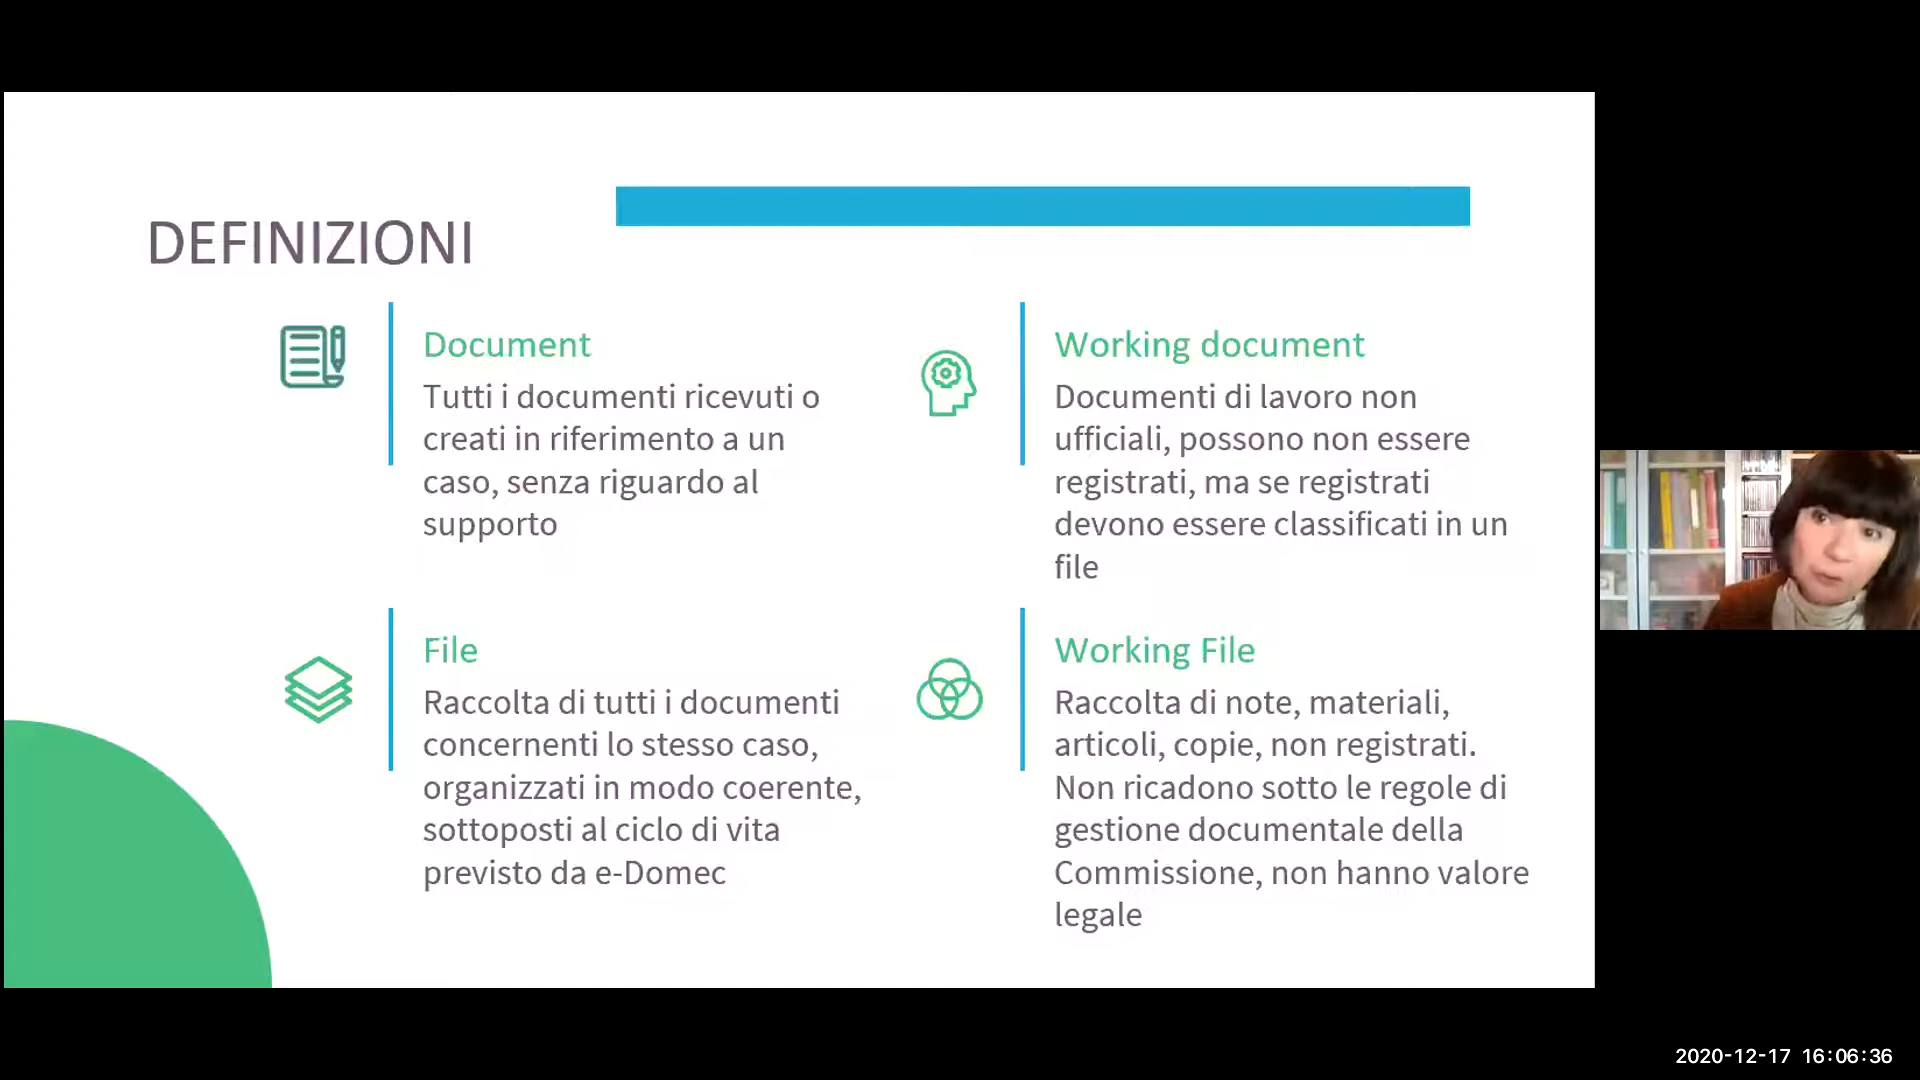 DEFINIZIONI
Document
Tutti i documenti ricevuti o
creati in riferimento a un
caso, senza riguardo al
supporto
Working document
Documenti di lavoro non
ufficiali, possono non essere
registrati, ma se registrati
devono essere classificati in un
file
File
Raccolta di tutti i documenti
concernenti lo stesso caso,
organizzati in modo coerente,
sottoposti al ciclo di vita
previsto da e-Domec
Working File
Raccolta di note, materiali,
articoli, copie, non registrati.
Non ricadono sotto le regole di
gestione documentale della
Commissione, non hanno valore
legale
2020-12-17 16:06:36